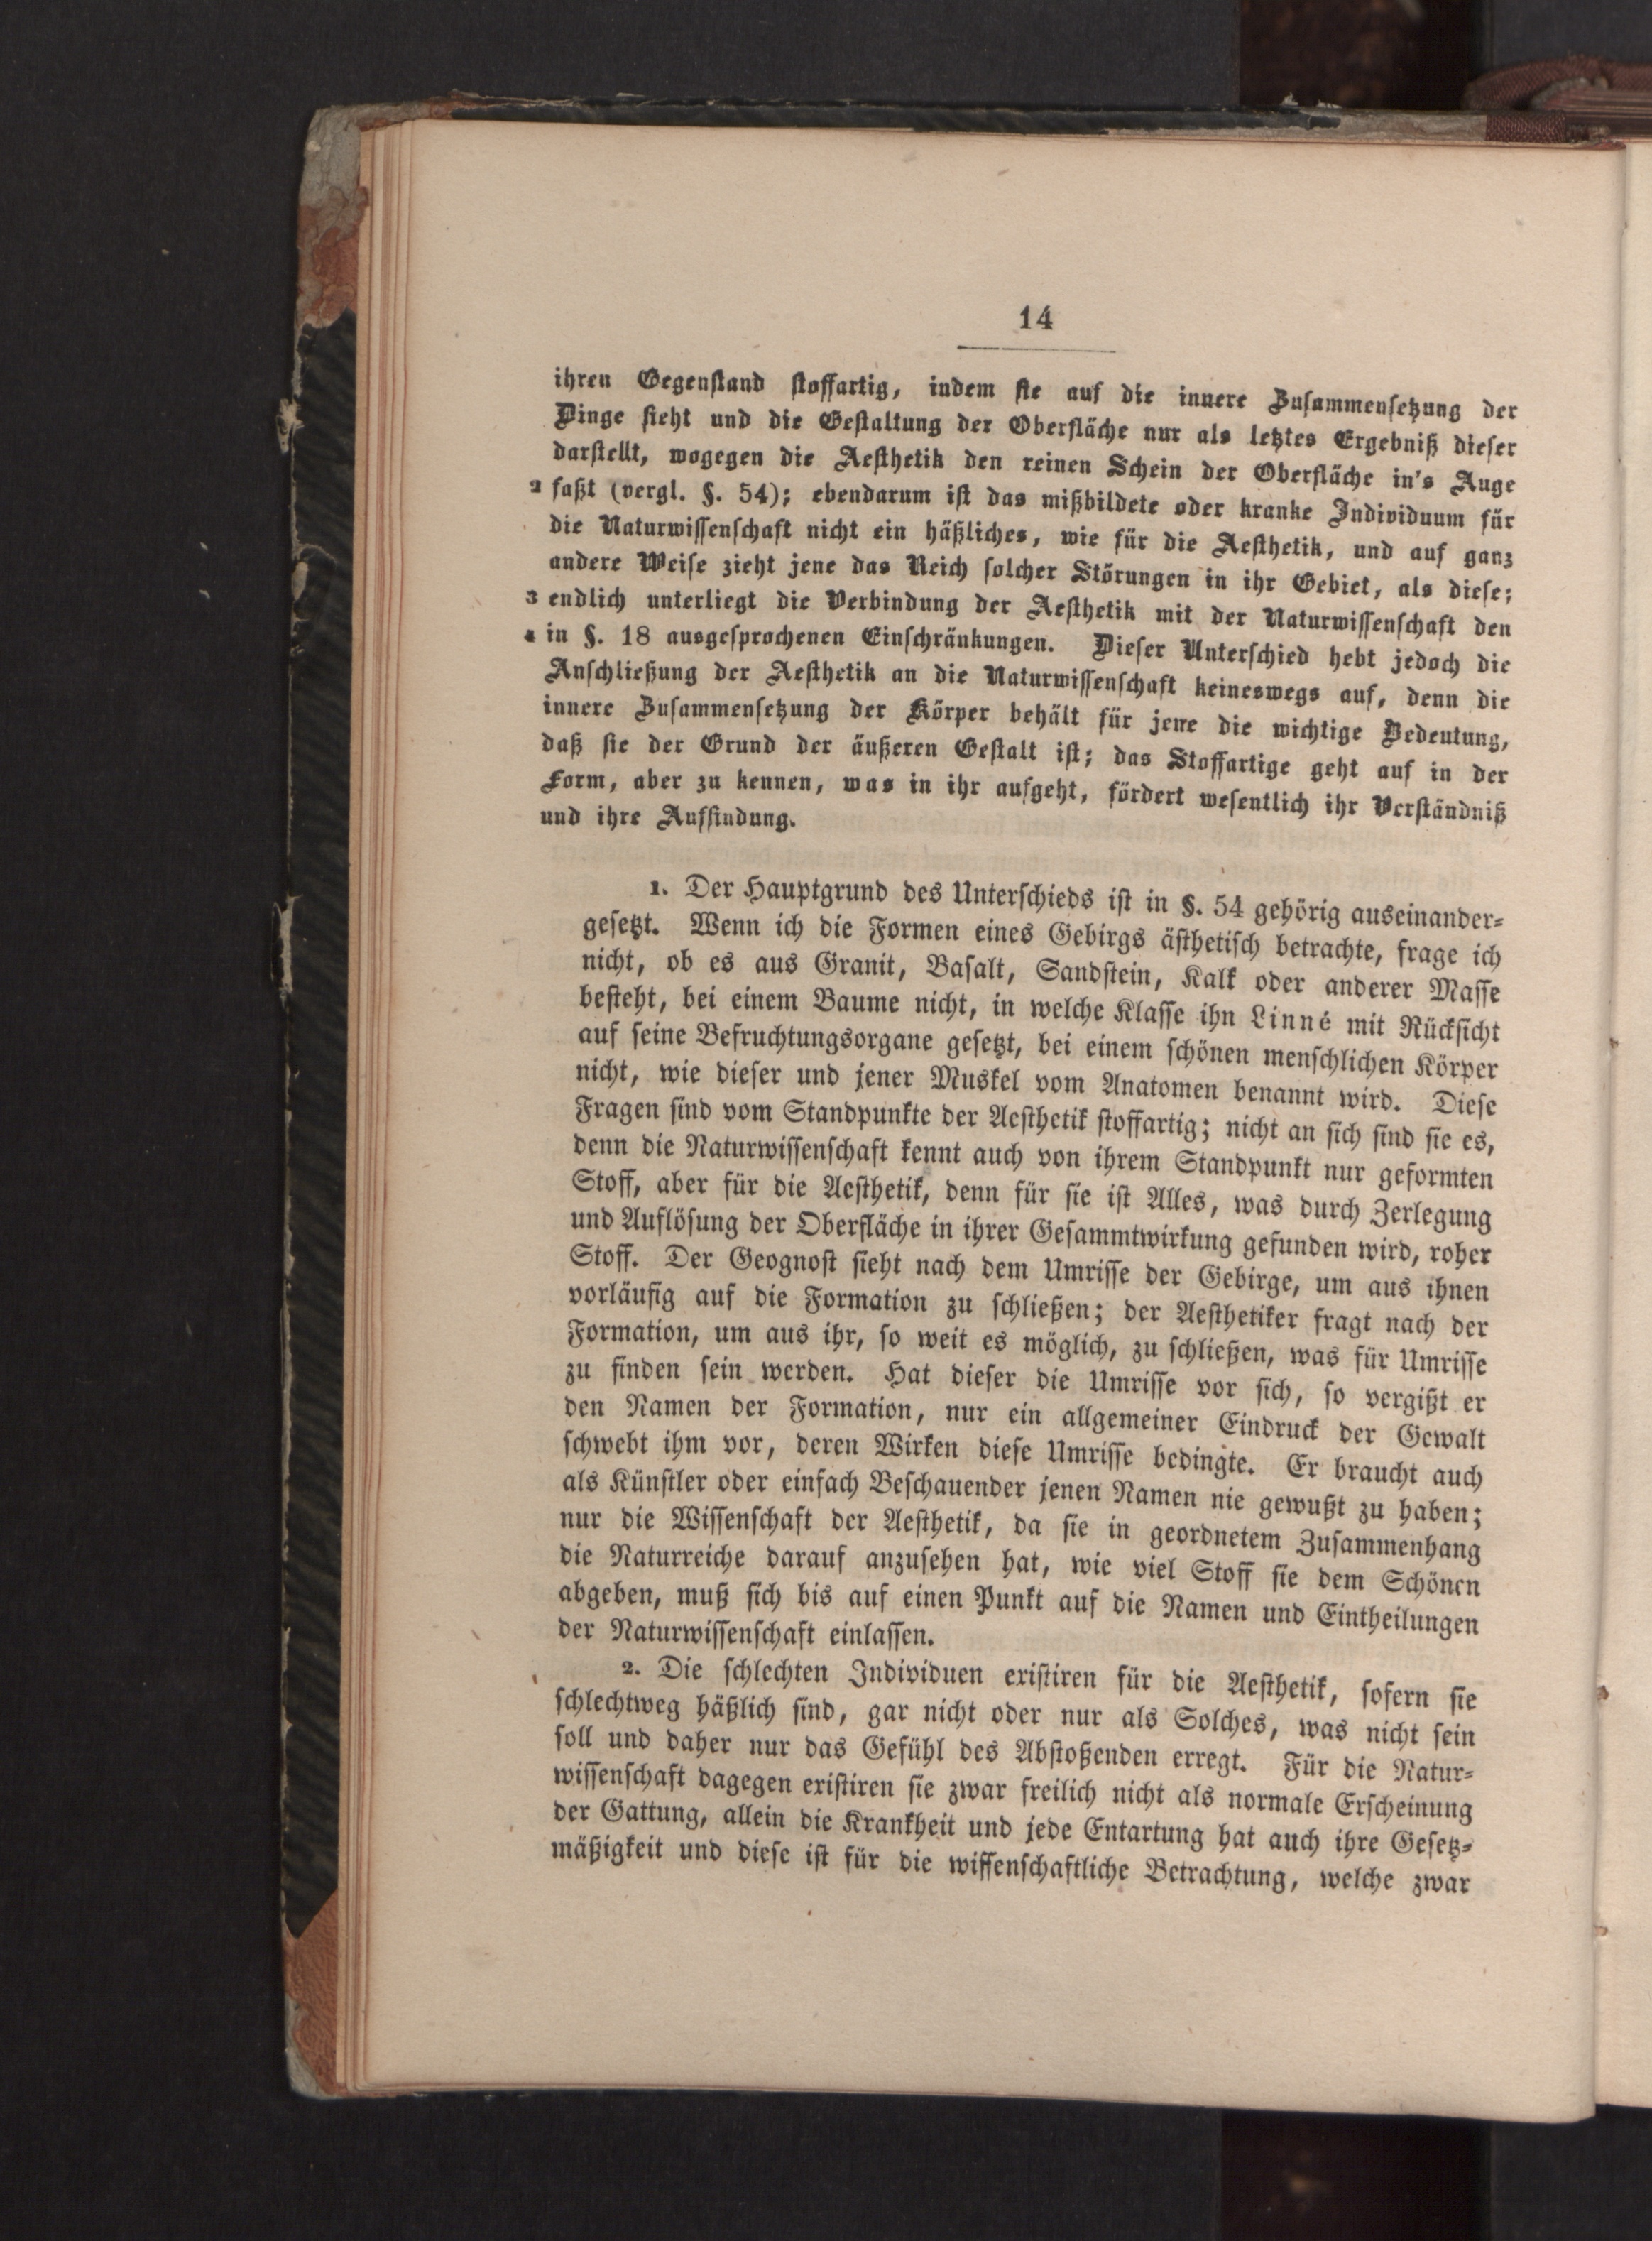 14
ihren Gegenſtand ſtoffartig, indem ſie auf die innere Zuſammenſetzung der
Dinge ſieht und die Geſtaltung der Oberfläche nur als letztes Ergebniß dieſer
darſtellt, wogegen die Aeſthetik den reinen Schein der Oberfläche in's Auge
2 faßt (vergl. §. 54); ebendarum iſt das mißbildete oder kranke Individuum für
die Naturwiſſenſchaft nicht ein häßliches, wie für die Aeſthetik, und auf ganz
andere Weiſe zieht jene das Reich ſolcher Störungen in ihr Gebiet, als dieſe;
3 endlich unterliegt die Verbindung der Aeſthetik mit der Naturwiſſenſchaft den
4 in §. 18 ausgeſprochenen Einſchränkungen. Dieſer Unterſchied hebt jedoch die
Anſchließung der Aeſthetik an die Naturwiſſenſchaft keineswegs auf, denn die
innere Zuſammenſetzung der Körper behält für jene die wichtige Bedeutung,
daß ſie der Grund der äußeren Geſtalt iſt; das Stoffartige geht auf in der
Form, aber zu kennen, was in ihr aufgeht, fördert weſentlich ihr Verſtändniß
und ihre Auffindung.
1. Der Hauptgrund des Unterſchieds iſt in §. 54 gehörig auseinander-
geſetzt. Wenn ich die Formen eines Gebirgs äſthetiſch betrachte, frage ich
nicht, ob es aus Granit, Baſalt, Sandſtein, Kalk oder anderer Maſſe
beſteht, bei einem Baume nicht, in welche Klaſſe ihn Linné mit Rückſicht
auf ſeine Befruchtungsorgane geſetzt, bei einem ſchönen menſchlichen Körper
nicht, wie dieſer und jener Muskel vom Anatomen benannt wird. Dieſe
Fragen ſind vom Standpunkte der Aeſthetik ſtoffartig; nicht an ſich ſind ſie es,
denn die Naturwiſſenſchaft kennt auch von ihrem Standpunkt nur geformten
Stoff, aber für die Aeſthetik, denn für ſie iſt Alles, was durch Zerlegung
und Auflöſung der Oberfläche in ihrer Geſammtwirkung gefunden wird, roher
Stoff. Der Geognoſt ſieht nach dem Umriſſe der Gebirge, um aus ihnen
vorläufig auf die Formation zu ſchließen; der Aeſthetiker fragt nach der
Formation, um aus ihr, ſo weit es möglich, zu ſchließen, was für Umriſſe
zu finden ſein werden. Hat dieſer die Umriſſe vor ſich, ſo vergißt er
den Namen der Formation, nur ein allgemeiner Eindruck der Gewalt
ſchwebt ihm vor, deren Wirken dieſe Umriſſe bedingte. Er braucht auch
als Künſtler oder einfach Beſchauender jenen Namen nie gewußt zu haben;
nur die Wiſſenſchaft der Aeſthetik, da ſie in geordnetem Zuſammenhang
die Naturreiche darauf anzuſehen hat, wie viel Stoff ſie dem Schönen
abgeben, muß ſich bis auf einen Punkt auf die Namen und Eintheilungen
der Naturwiſſenſchaft einlaſſen.
2. Die ſchlechten Individuen exiſtiren für die Aeſthetik, ſofern ſie
ſchlechtweg häßlich ſind, gar nicht oder nur als Solches, was nicht ſein
ſoll und daher nur das Gefühl des Abſtoßenden erregt. Für die Natur-
wiſſenſchaft dagegen exiſtiren ſie zwar freilich nicht als normale Erſcheinung
der Gattung, allein die Krankheit und jede Entartung hat auch ihre Geſetz-
mäßigkeit und dieſe iſt für die wiſſenſchaftliche Betrachtung, welche zwar